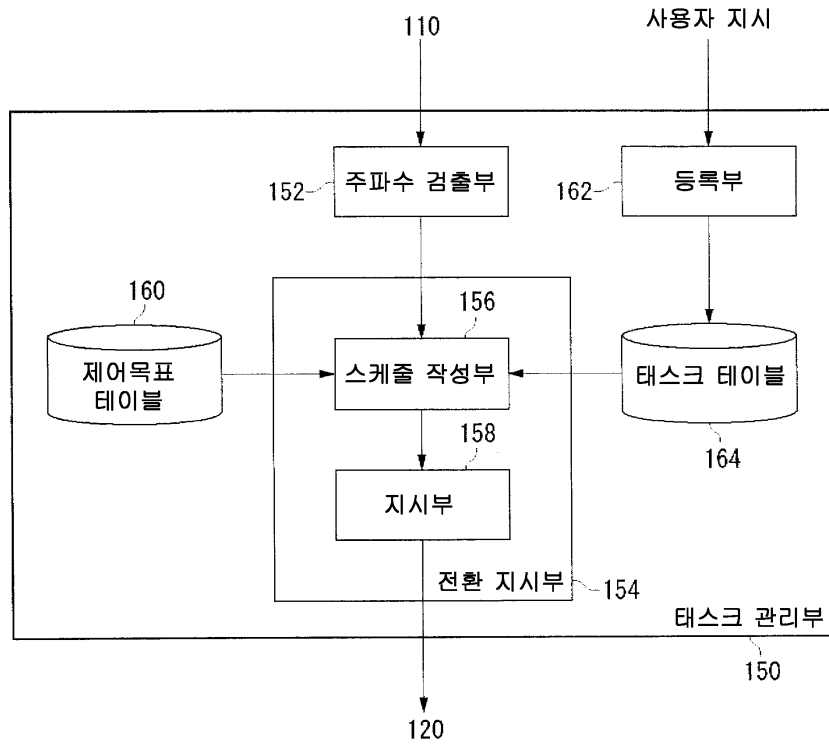 110
사용자 지시
152
주파수 검출부
162
등록부
160
156
제어목표
테이블
스케줄 작성부
태스크 테이블
158
164
지시부
전환 지시부
154
태스크 관리부
150
120